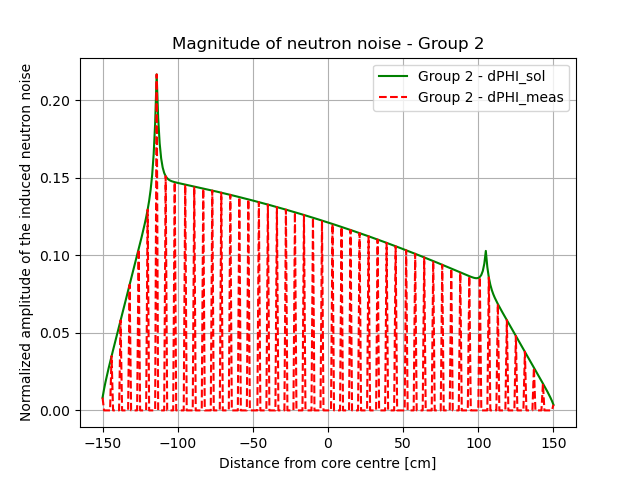 Magnitude of neutron noise - Group 2
Normalized amplitude of the induced neutron noise
0.20
0.15
0.10
0.05
0.00
Group 2 - dPHI_sol
Group 2 - dPHI_meas
−150
−100
−50
0
50
100
150
Distance from core centre [cm]